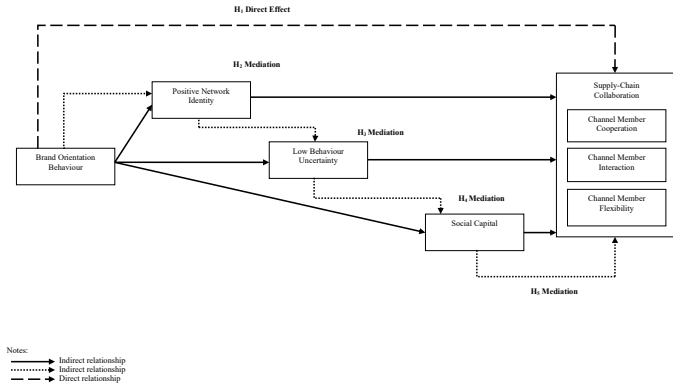 H1 Direct Effect
H2 Mediation
Positive Network
Identity
H3 Mediation
Brand Orientation
Behaviour
Low Behaviour
Uncertainty
H4 Mediation
Social Capital
H5 Mediation
Supply-Chain
Collaboration
Channel Member
Cooperation
Channel Member
Interaction
Channel Member
Flexibility
Notes:
Indirect relationship
Indirect relationship
Direct relationship